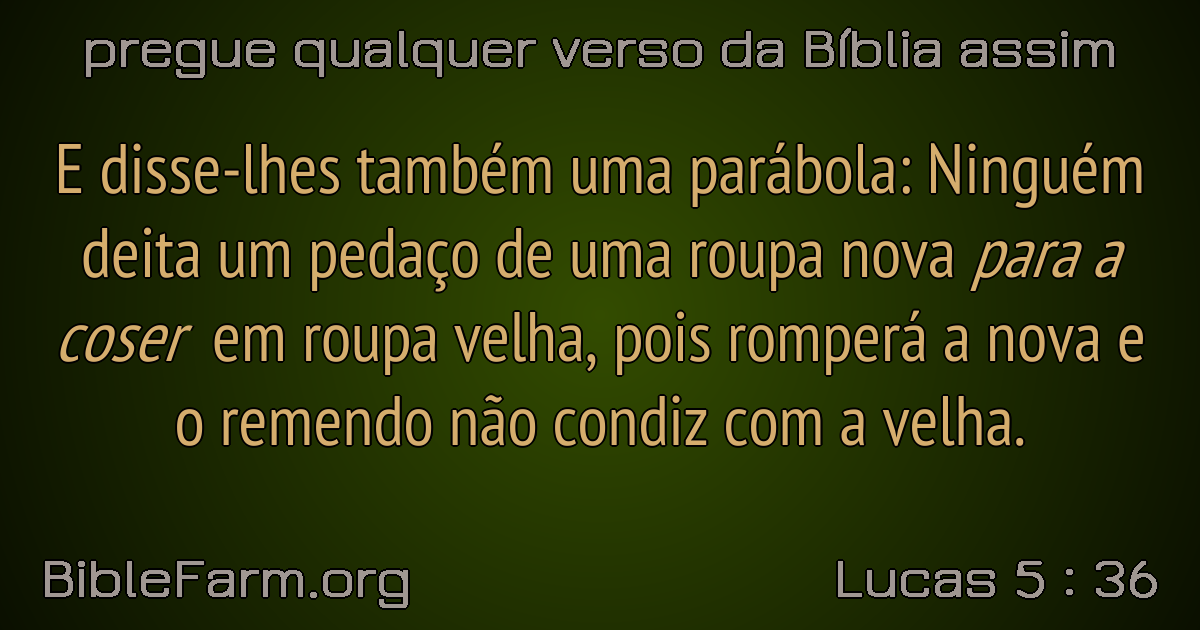 pregue qualquer verso da Bíblia assim
E disse-lhes também uma parábola: Ninguém
deita um pedaço de uma roupa nova para a
coser em roupa velha, pois romperá a nova e
o remendo não condiz com a velha.
BibleFarm.org
Lucas 5 : 36